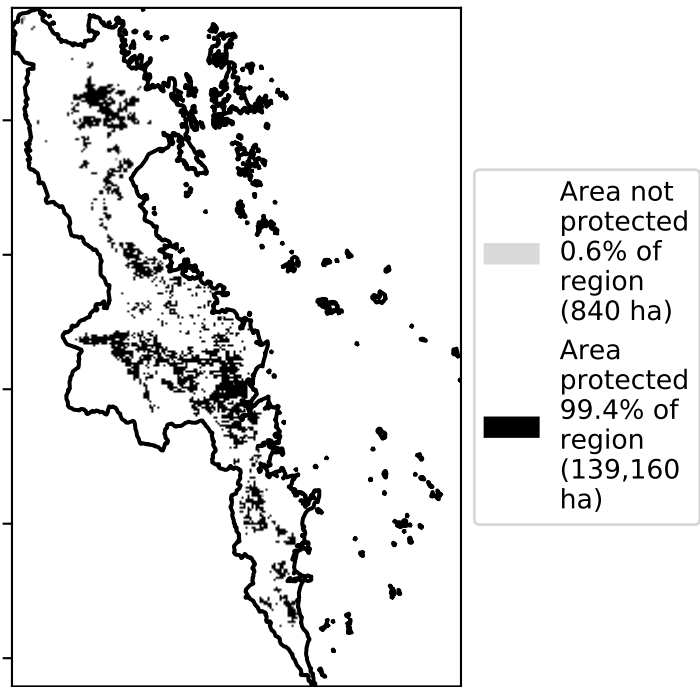 Area not
protected
0.6% of
region
(840 ha)
Area
protected
99.4% of
region
(139,160
ha)